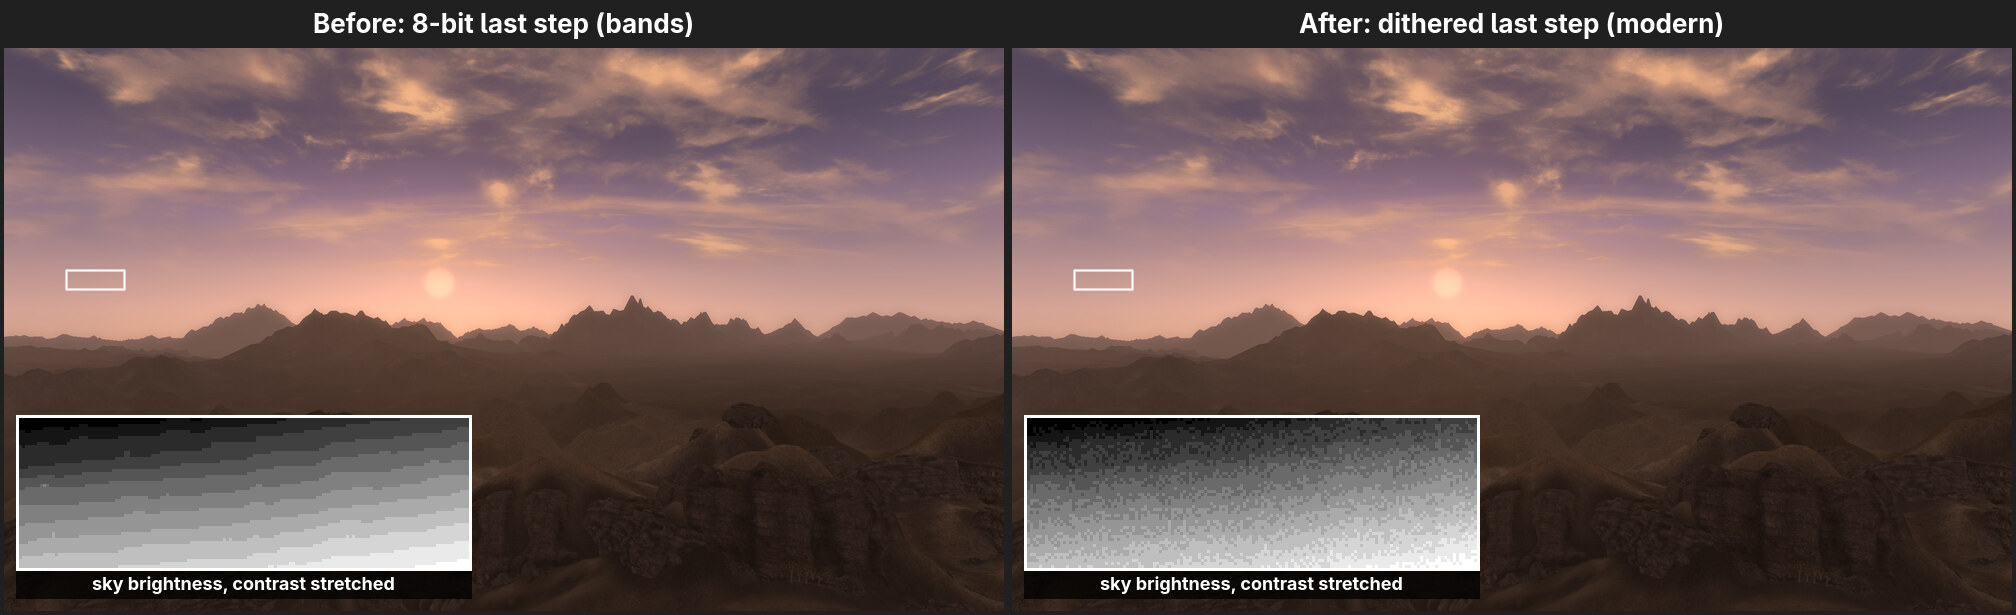 Before: 8-bit last step (bands)
After: dithered last step (modern)
sky brightness, contrast stretched
sky brightness, contrast stretched